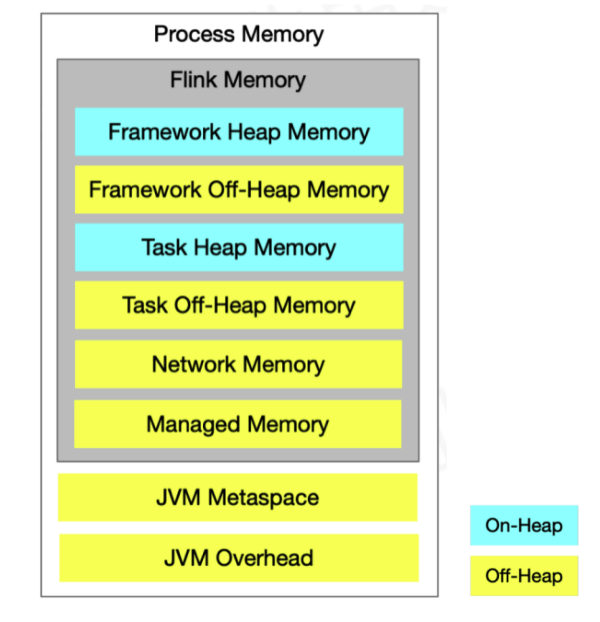 Process Memory
Flink Memory
Framework Heap Memory
Framework Off-Heap Memory
Task Heap Memory
Task Off-Heap Memory
Network Memory
Managed Memory
JVM Metaspace
JVM Overhead
On-Heap
Off-Heap